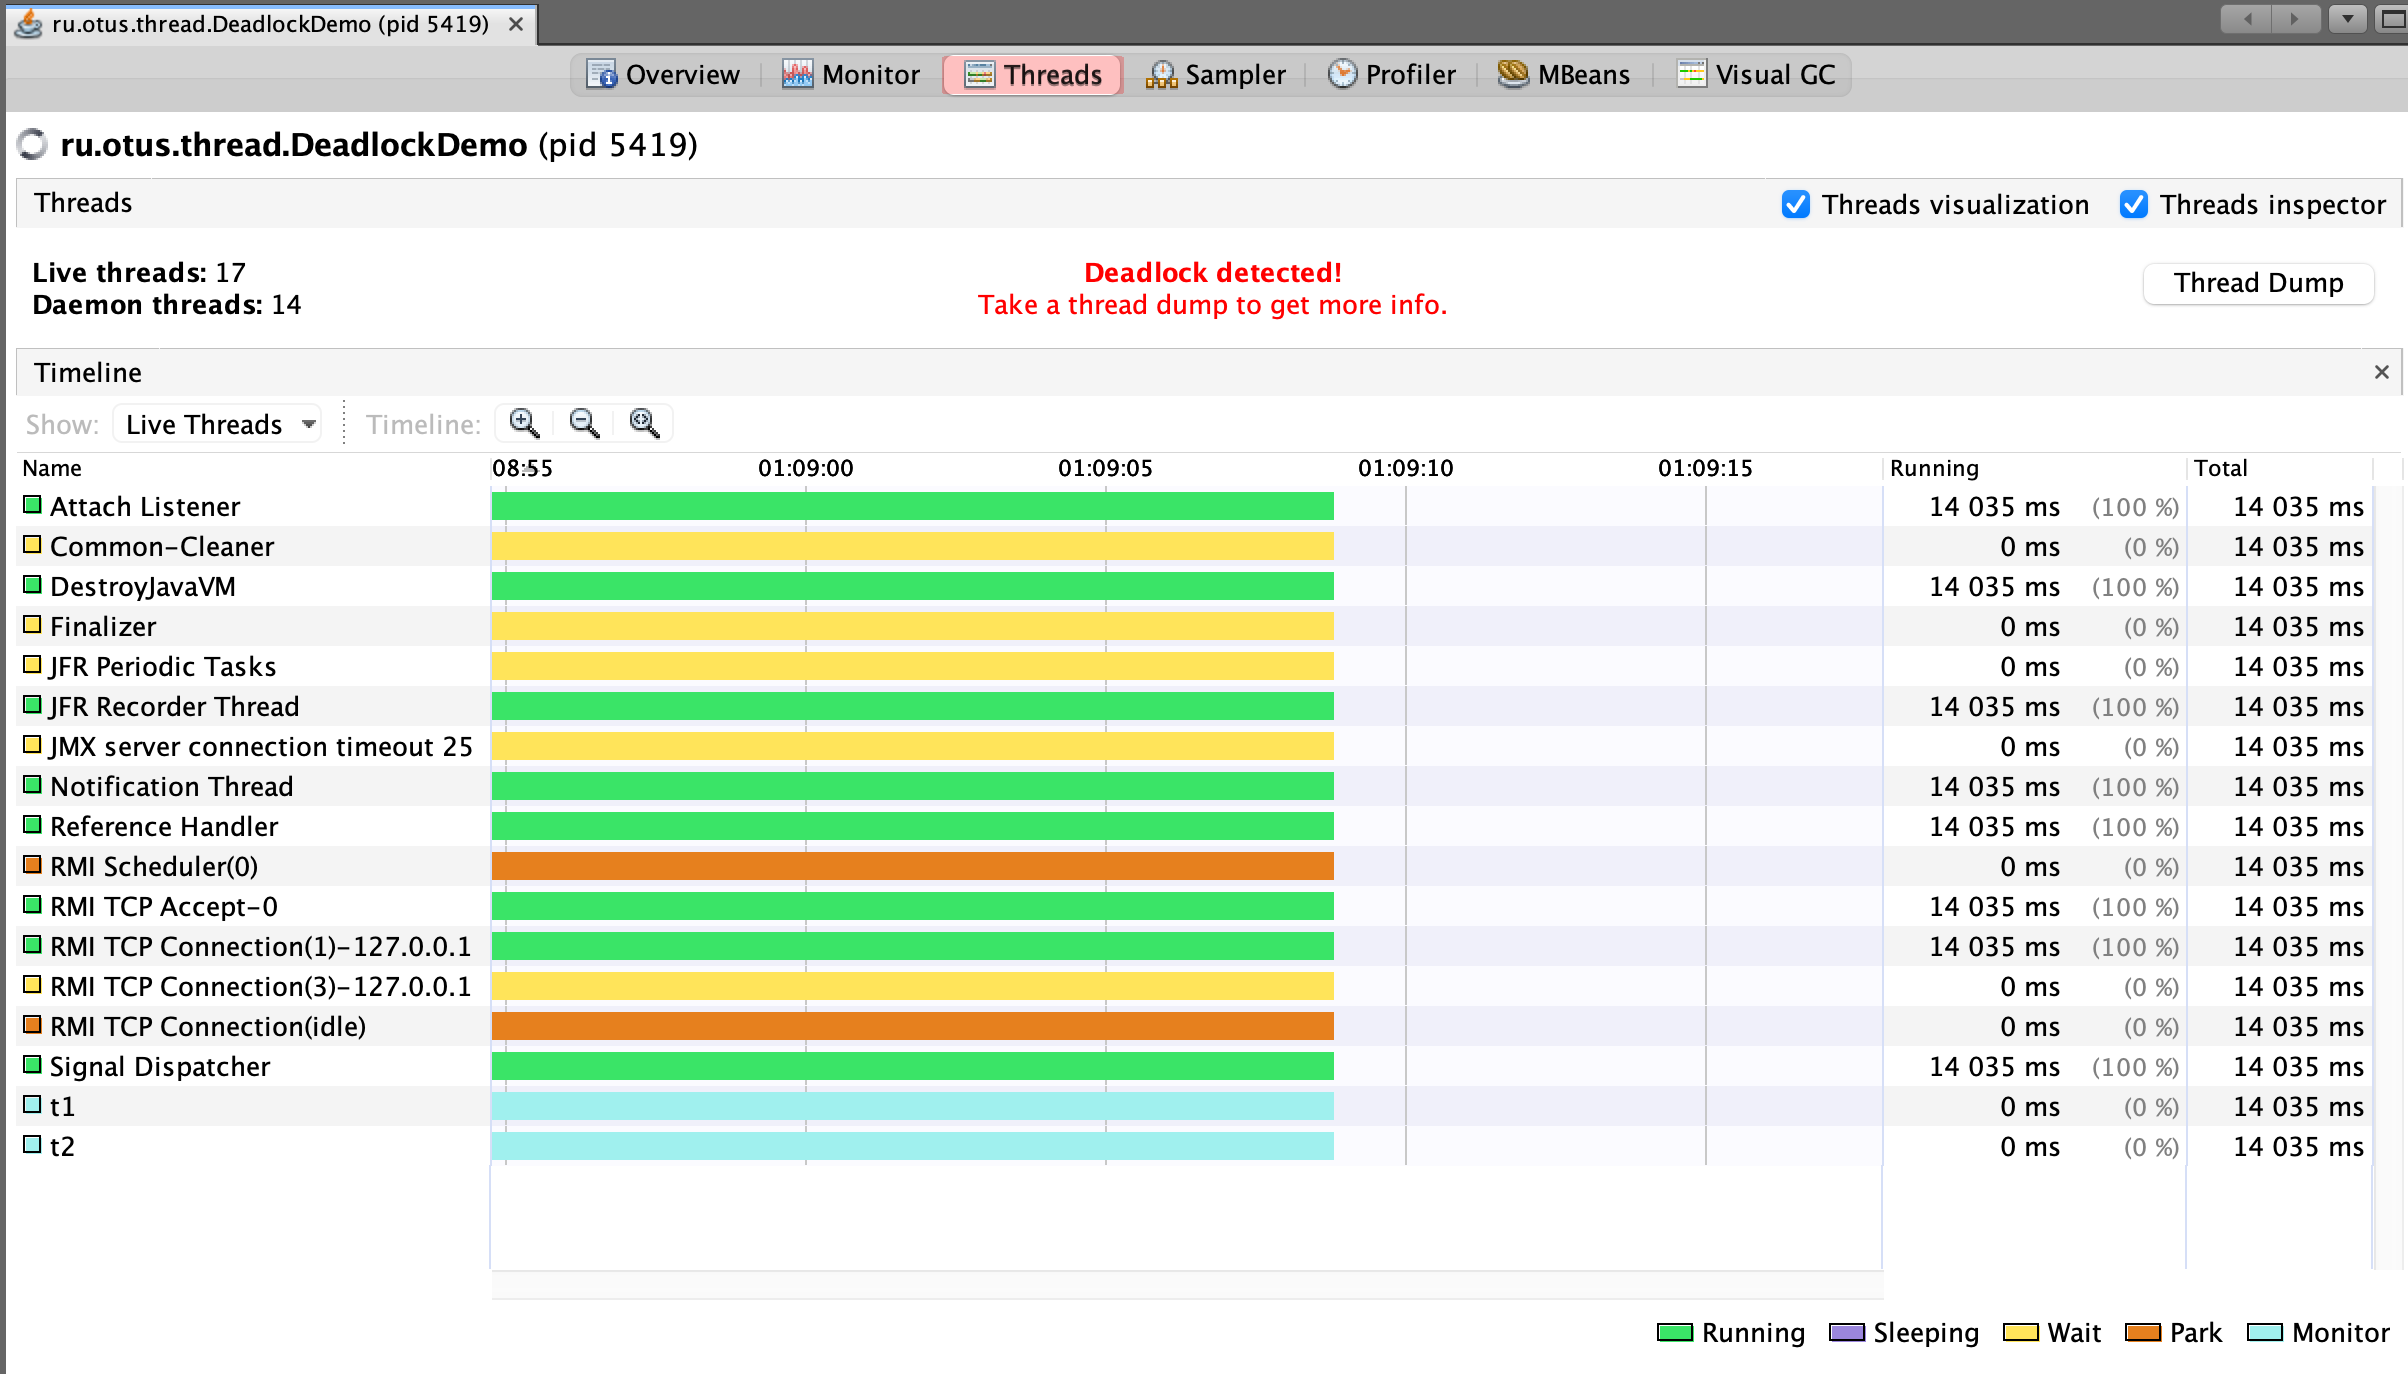 ru.otus.thread.DeadlockDemo (pid 5419)
Overview Monitor Threads Sampler Profiler MBeans Visual GC
ru.otus.thread.DeadlockDemo (pid 5419)
Threads Threads visualization Threads inspector
Live threads: 17
Daemon threads: 14
Deadlock detected!
Take a thread dump to get more info.
Thread Dump
Timeline
Show: Live Threads Timeline:
Name 08:55 01:09:00 01:09:05 01:09:10 01:09:15 Running Total
Attach Listener 14 035 ms (100 %) 14 035 ms
Common-Cleaner 0 ms (0 %) 14 035 ms
DestroyJavaVM 14 035 ms (100 %) 14 035 ms
Finalizer 0 ms (0 %) 14 035 ms
JFR Periodic Tasks 0 ms (0 %) 14 035 ms
JFR Recorder Thread 14 035 ms (100 %) 14 035 ms
JMX server connection timeout 25 0 ms (0 %) 14 035 ms
Notification Thread 14 035 ms (100 %) 14 035 ms
Reference Handler 14 035 ms (100 %) 14 035 ms
RMI Scheduler(0) 0 ms (0 %) 14 035 ms
RMI TCP Accept-0 14 035 ms (100 %) 14 035 ms
RMI TCP Connection(1)-127.0.0.1 14 035 ms (100 %) 14 035 ms
RMI TCP Connection(3)-127.0.0.1 0 ms (0 %) 14 035 ms
RMI TCP Connection(idle) 0 ms (0 %) 14 035 ms
Signal Dispatcher 14 035 ms (100 %) 14 035 ms
t1 0 ms (0 %) 14 035 ms
t2 0 ms (0 %) 14 035 ms
Running Sleeping Wait Park Monitor